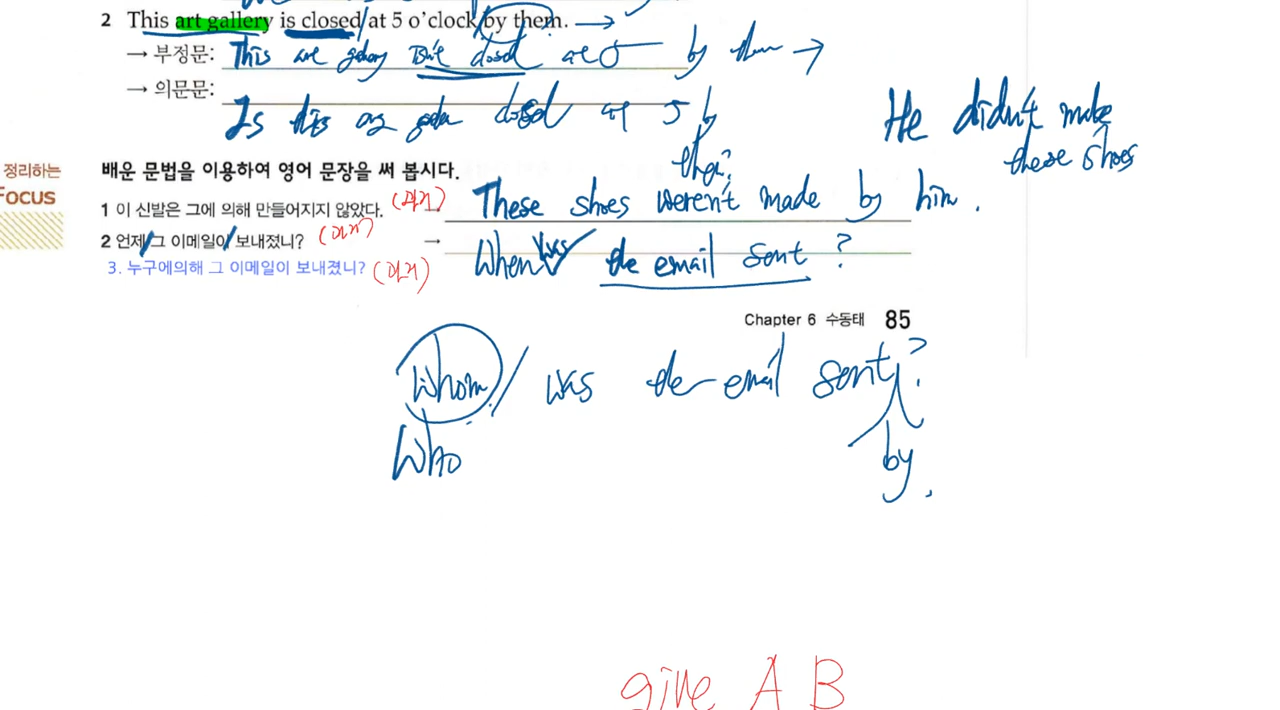 2 This art gallery is closed at 5 o'clock by them. →
→ 부정문: This art gallery isn't closed at 5 by them →
→ 의문문:
Is this closed at 5 by
He didn't make
these shoes
정리하는
FOCUS
배운 문법을 이용하여 영어 문장을 써 봅시다.
1 이 신발은 그에 의해 만들어지지 않았다. (과거) These shoes weren't made by him.
2 언제 그 이메일이 보내졌니? (과거) → When was the email sent?
3. 누구에의해 그 이메일이 보내졌니? (과거)
Chapter 6 수동태 85
Whom / was the email sent?
Who by.
give A B